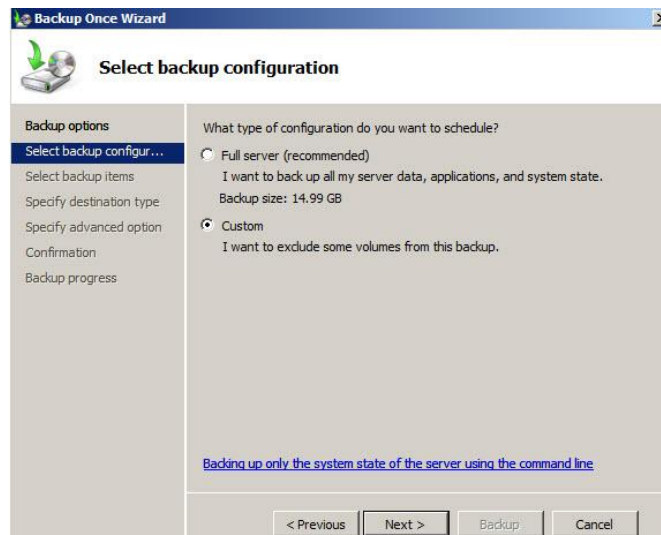 Backup Once Wizard
Select backup configuration
Backup options
Select backup configur...
Select backup items
Specify destination type
Specify advanced option
Confirmation
Backup progress
What type of configuration do you want to schedule?
Full server (recommended)
I want to back up all my server data, applications, and system state.
Backup size: 14.99 GB
Custom
I want to exclude some volumes from this backup.
Backing up only the system state of the server using the command line
< Previous Next > Backup Cancel